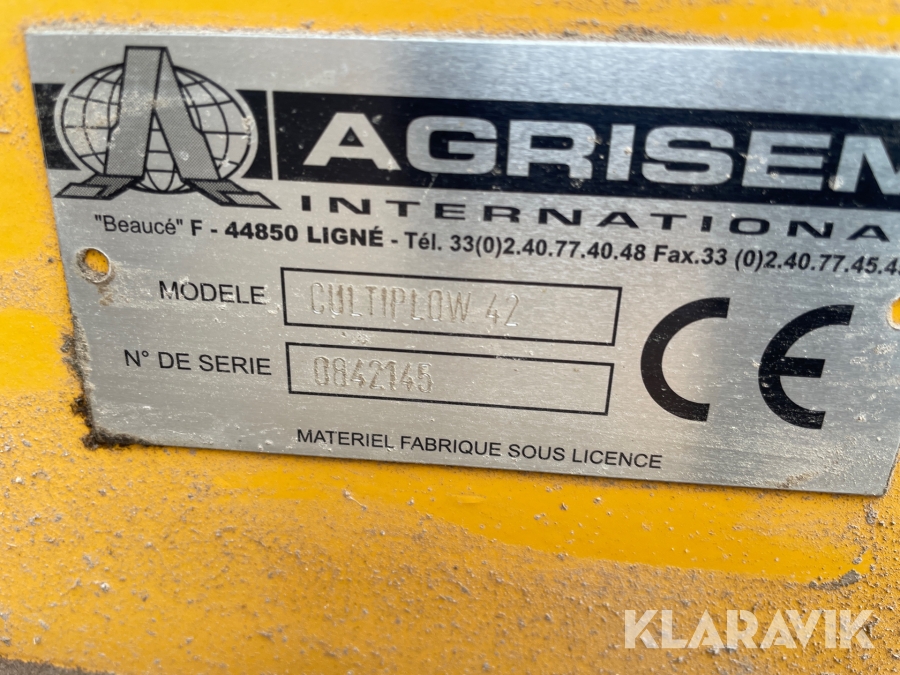 AGRISEM
INTERNATIONA
"Beaucé" F - 44850 LIGNÉ - Tél. 33(0)2.40.77.40.48 Fax.33 (0)2.40.77.45.4
MODELE CULTIPLOW 42
N° DE SERIE 0842145
CE
MATERIEL FABRIQUE SOUS LICENCE
KLARAVIK